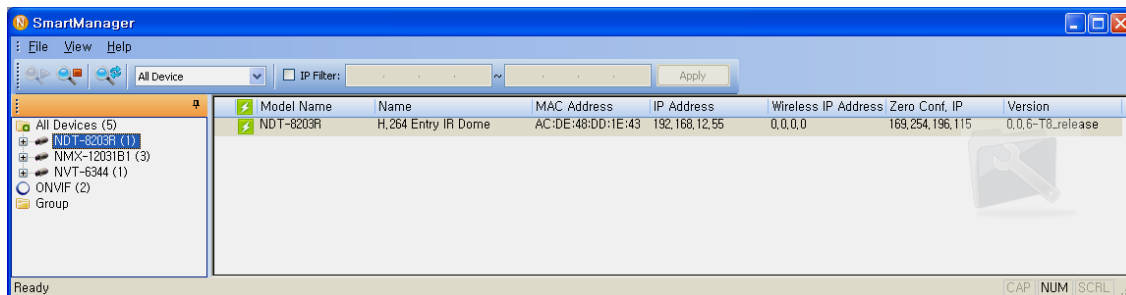 SmartManager
File View Help
All Device IP Filter: . . . ~ . . . Apply
Model Name Name MAC Address IP Address Wireless IP Address Zero Conf. IP Version
NDT-8203R H.264 Entry IR Dome AC:DE:48:DD:1E:43 192.168.12.55 0.0.0.0 169.254.196.115 0.0.6-T8_release
All Devices (5)
NDT-8203R (1)
NMX-12031B1 (3)
NVT-6344 (1)
ONVIF (2)
Group
Ready CAP NUM SCRL